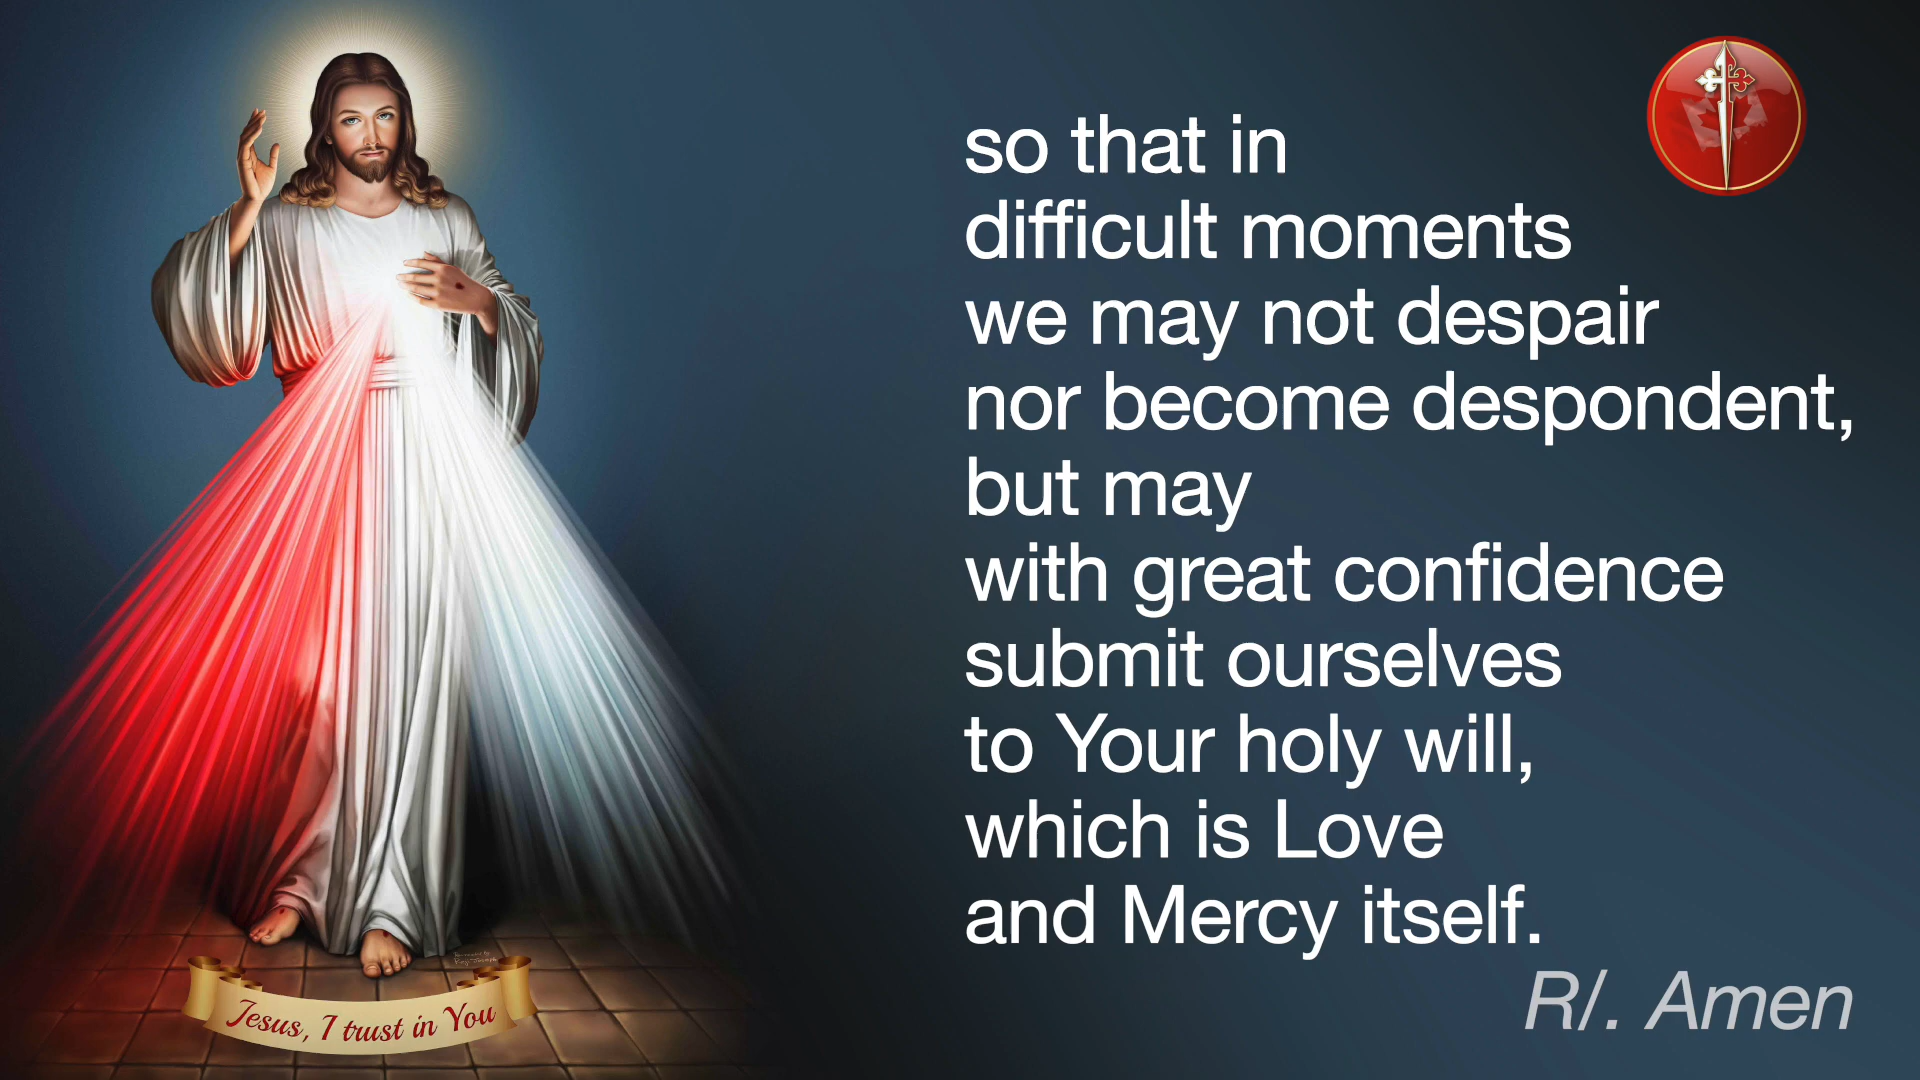 so that in
difficult moments
we may not despair
nor become despondent,
but may
with great confidence
submit ourselves
to Your holy will,
which is Love
and Mercy itself.
R/. Amen
Jesus, I trust in You